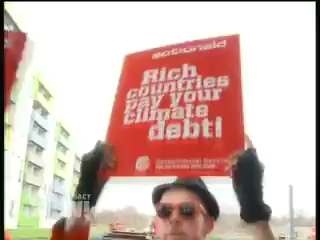 actionaid
Rich
countries
pay your
climate
debt!